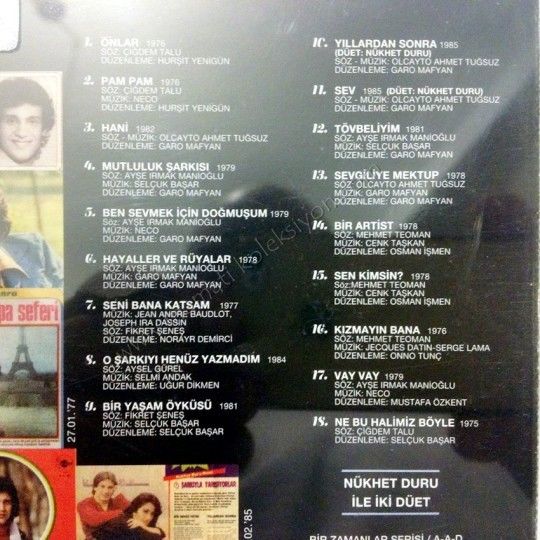 1. ONLAR 1975
SÖZ: ÇİĞDEM TALU
DÜZENLEME: HURŞİT YENİGÜN
2. PAM PAM 1976
SÖZ: ÇİĞDEM TALU
MÜZİK: NECO
DÜZENLEME: HURŞİT YENİGÜN
3. HANİ 1982
SÖZ - MÜZİK: OLCAYTO AHMET TUĞSUZ
DÜZENLEME: GARO MAFYAN
4. MUTLULUK ŞARKISI 1979
SÖZ: AYŞE IRMAK MANİOĞLU
MÜZİK: SELÇUK BAŞAR
DÜZENLEME: GARO MAFYAN
5. BEN SEVMEK İÇİN DOĞMUŞUM 1979
SÖZ: AYŞE IRMAK MANİOĞLU
MÜZİK: NECO
DÜZENLEME: GARO MAFYAN
6. HAYALLER VE RÜYALAR 1978
SÖZ: AYŞE IRMAK MANİOĞLU
MÜZİK: GARO MAFYAN
DÜZENLEME: GARO MAFYAN
7. SENİ BANA KATSAM 1977
MÜZİK: JEAN ANDRE BAUDLOT,
JOSEPH IRA DASSIN
SÖZ: FİKRET ŞENEŞ
DÜZENLEME: NORAYR DEMİRCİ
8. O ŞARKIYI HENÜZ YAZMADIM 1984
SÖZ: AYSEL GÜREL
MÜZİK: SELMİ ANDAK
DÜZENLEME: UĞUR DİKMEN
9. BİR YAŞAM ÖYKÜSÜ 1981
SÖZ: FİKRET ŞENEŞ
MÜZİK: SELÇUK BAŞAR
DÜZENLEME: SELÇUK BAŞAR
10. YILLARDAN SONRA 1985
(DÜET: NÜKHET DURU)
SÖZ - MÜZİK: OLCAYTO AHMET TUĞSUZ
DÜZENLEME: GARO MAFYAN
11. SEV 1985 (DÜET: NÜKHET DURU)
SÖZ - MÜZİK: OLCAYTO AHMET TUĞSUZ
DÜZENLEME: GARO MAFYAN
12. TÖVBELİYİM 1981
SÖZ: AYŞE IRMAK MANİOĞLU
MÜZİK: SELÇUK BAŞAR
DÜZENLEME: GARO MAFYAN
13. SEVGİLİYE MEKTUP 1978
SÖZ OLCAYTO AHMET TUĞSUZ
MÜZİK: GARO MAFYAN
DÜZENLEME: GARO MAFYAN
14. BİR ARTİST 1978
SÖZ: MEHMET TEOMAN
MÜZİK: CENK TAŞKAN
DÜZENLEME: OSMAN İŞMEN
15. SEN KİMSİN? 1978
Söz:MEHMET TEOMAN
MÜZİK: CENK TAŞKAN
DÜZENLEME: OSMAN İŞMEN
16. KIZMAYIN BANA 1976
SÖZ: MEHMET TEOMAN
MÜZİK: JECQUES DATIN-SERGE LAMA
DÜZENLEME: ONNO TUNÇ
17. VAY VAY 1979
SÖZ: AYŞE IRMAK MANİOĞLU
MÜZİK: NECO
DÜZENLEME: MUSTAFA ÖZKENT
18. NE BU HALİMİZ BÖYLE 1975
SÖZ: ÇİĞDEM TALU
DÜZENLEME: SELÇUK BAŞAR
NÜKHET DURU
İLE İKİ DÜET
BİR ZAMANLAR SERİSİ / A-A-D
pa seferi
27.01.'77
02.'85